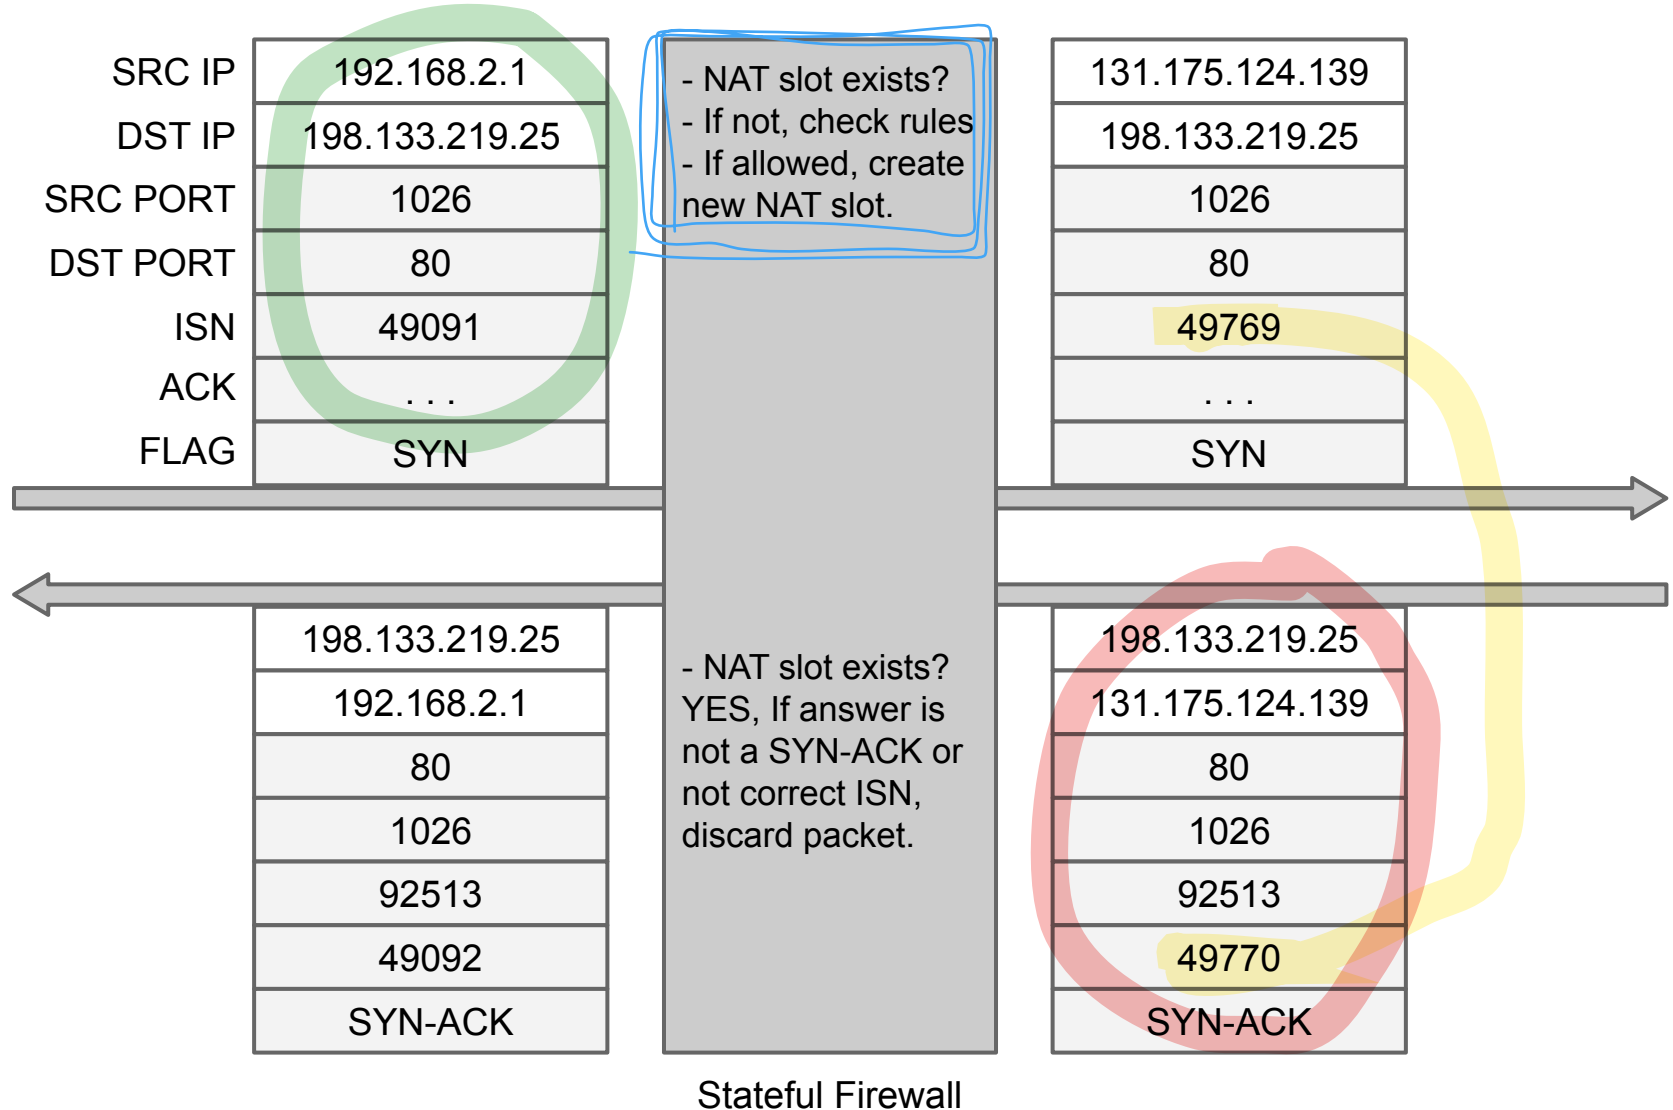 SRC IP
192.168.2.1
131.175.124.139
DST IP
198.133.219.25
198.133.219.25
SRC PORT
1026
1026
DST PORT
80
80
ISN
49091
49769
ACK
. . .
. . .
FLAG
SYN
SYN
- NAT slot exists?
- If not, check rules
- If allowed, create
new NAT slot.
198.133.219.25
198.133.219.25
192.168.2.1
131.175.124.139
80
80
1026
1026
92513
92513
49092
49770
SYN-ACK
SYN-ACK
- NAT slot exists?
YES, If answer is
not a SYN-ACK or
not correct ISN,
discard packet.
Stateful Firewall